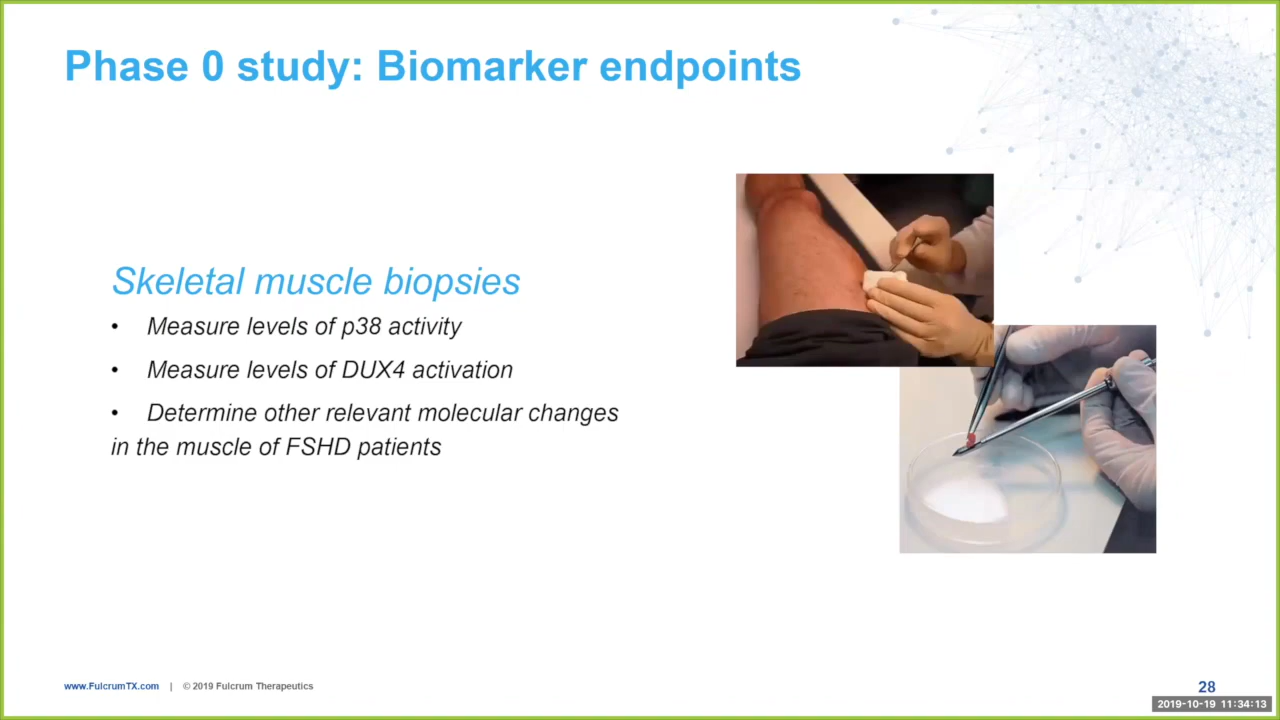 Phase 0 study: Biomarker endpoints
Skeletal muscle biopsies
• Measure levels of p38 activity
• Measure levels of DUX4 activation
• Determine other relevant molecular changes
in the muscle of FSHD patients
www.FulcrumTX.com | © 2019 Fulcrum Therapeutics
28
2019-10-19 11:34:13